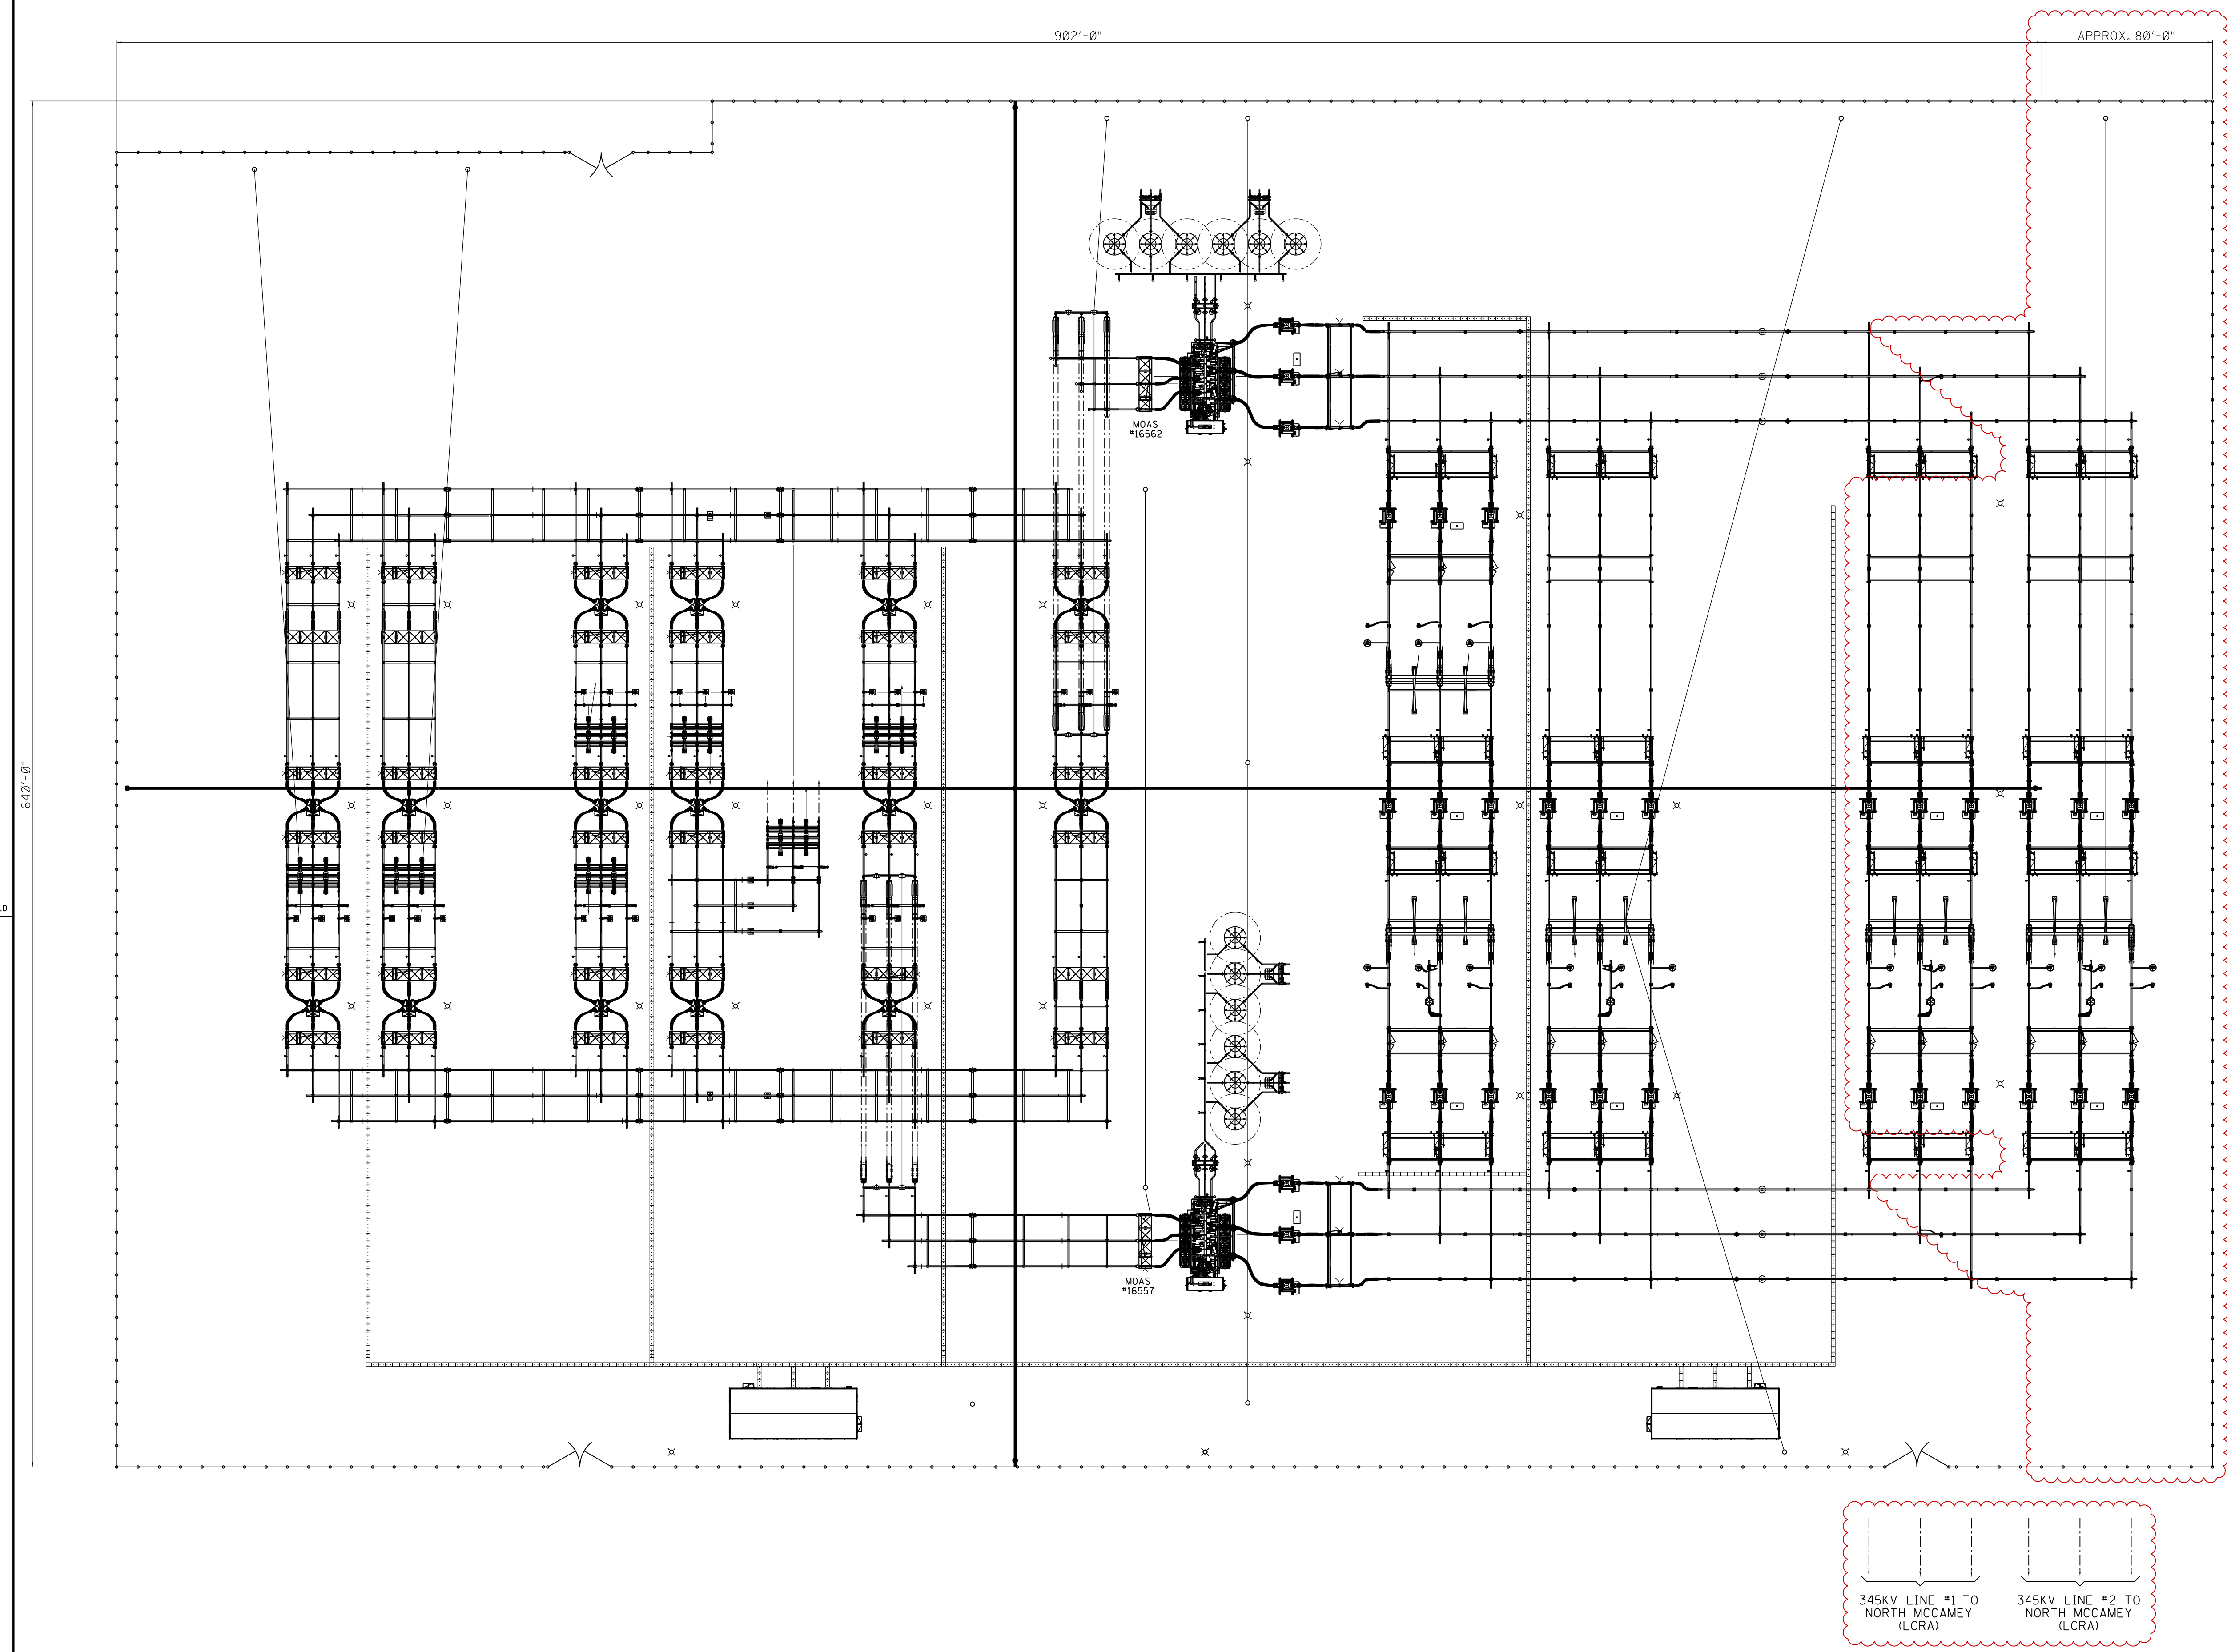 902'-0"
APPROX. 80'-0"
640'-0"
MOAS
#16562
LD
MOAS
#16557
345KV LINE #1 TO
NORTH MCCAMEY
(LCRA)
345KV LINE #2 TO
NORTH MCCAMEY
(LCRA)